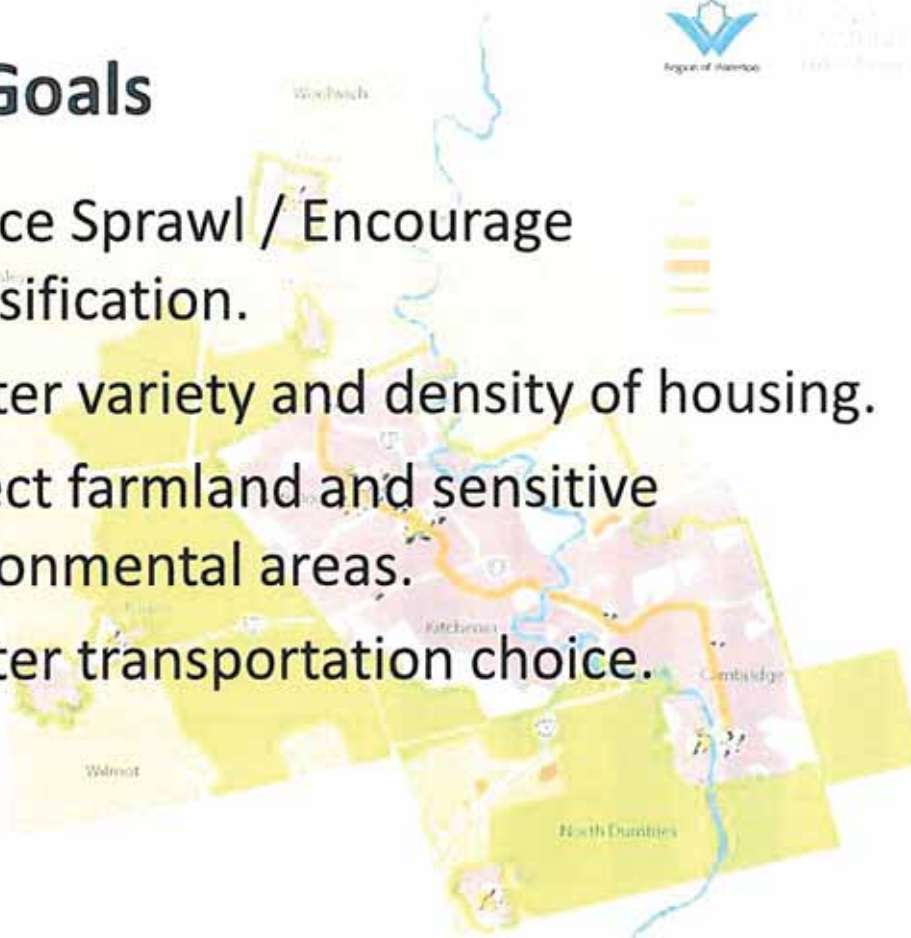 Goals
Region of Waterloo
Woolwich
ce Sprawl / Encourage
sification.
ter variety and density of housing.
ect farmland and sensitive
onmental areas.
Kitchener
ter transportation choice.
Cambridge
Wilmot
North Dumfries